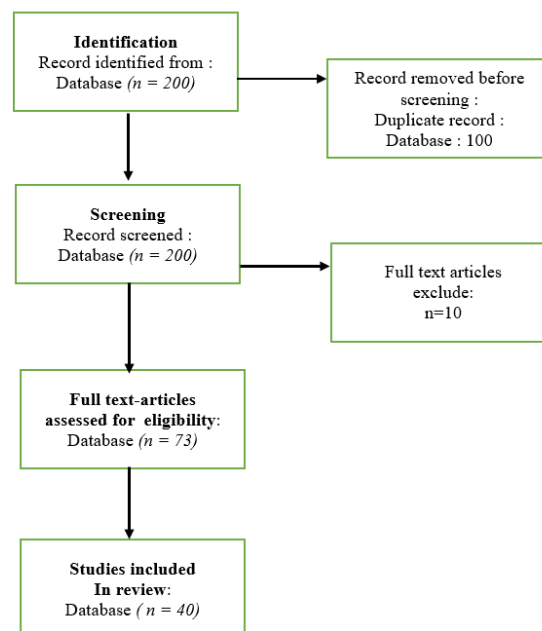 Identification
Record identified from :
Database (n = 200)
Record removed before
screening :
Duplicate record :
Database : 100
Screening
Record screened :
Database (n = 200)
Full text articles
exclude:
n=10
Full text-articles
assessed for eligibility:
Database (n = 73)
Studies included
In review:
Database ( n = 40)